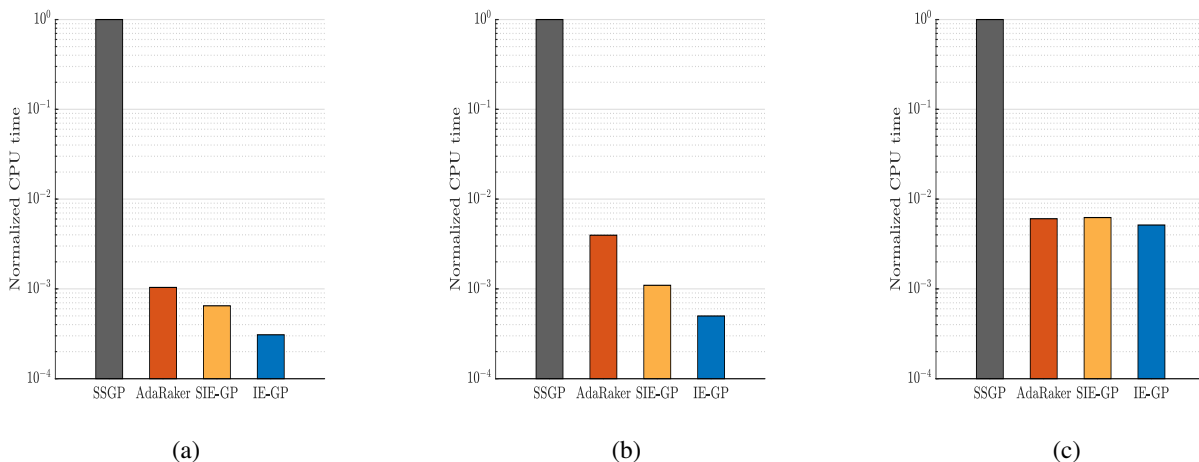 10^0
10^-1
10^-2
10^-3
10^-4
Normalized CPU time
SSGP AdaRaker SIE-GP IE-GP
(a)
10^0
10^-1
10^-2
10^-3
10^-4
Normalized CPU time
SSGP AdaRaker SIE-GP IE-GP
(b)
10^0
10^-1
10^-2
10^-3
10^-4
Normalized CPU time
SSGP AdaRaker SIE-GP IE-GP
(c)